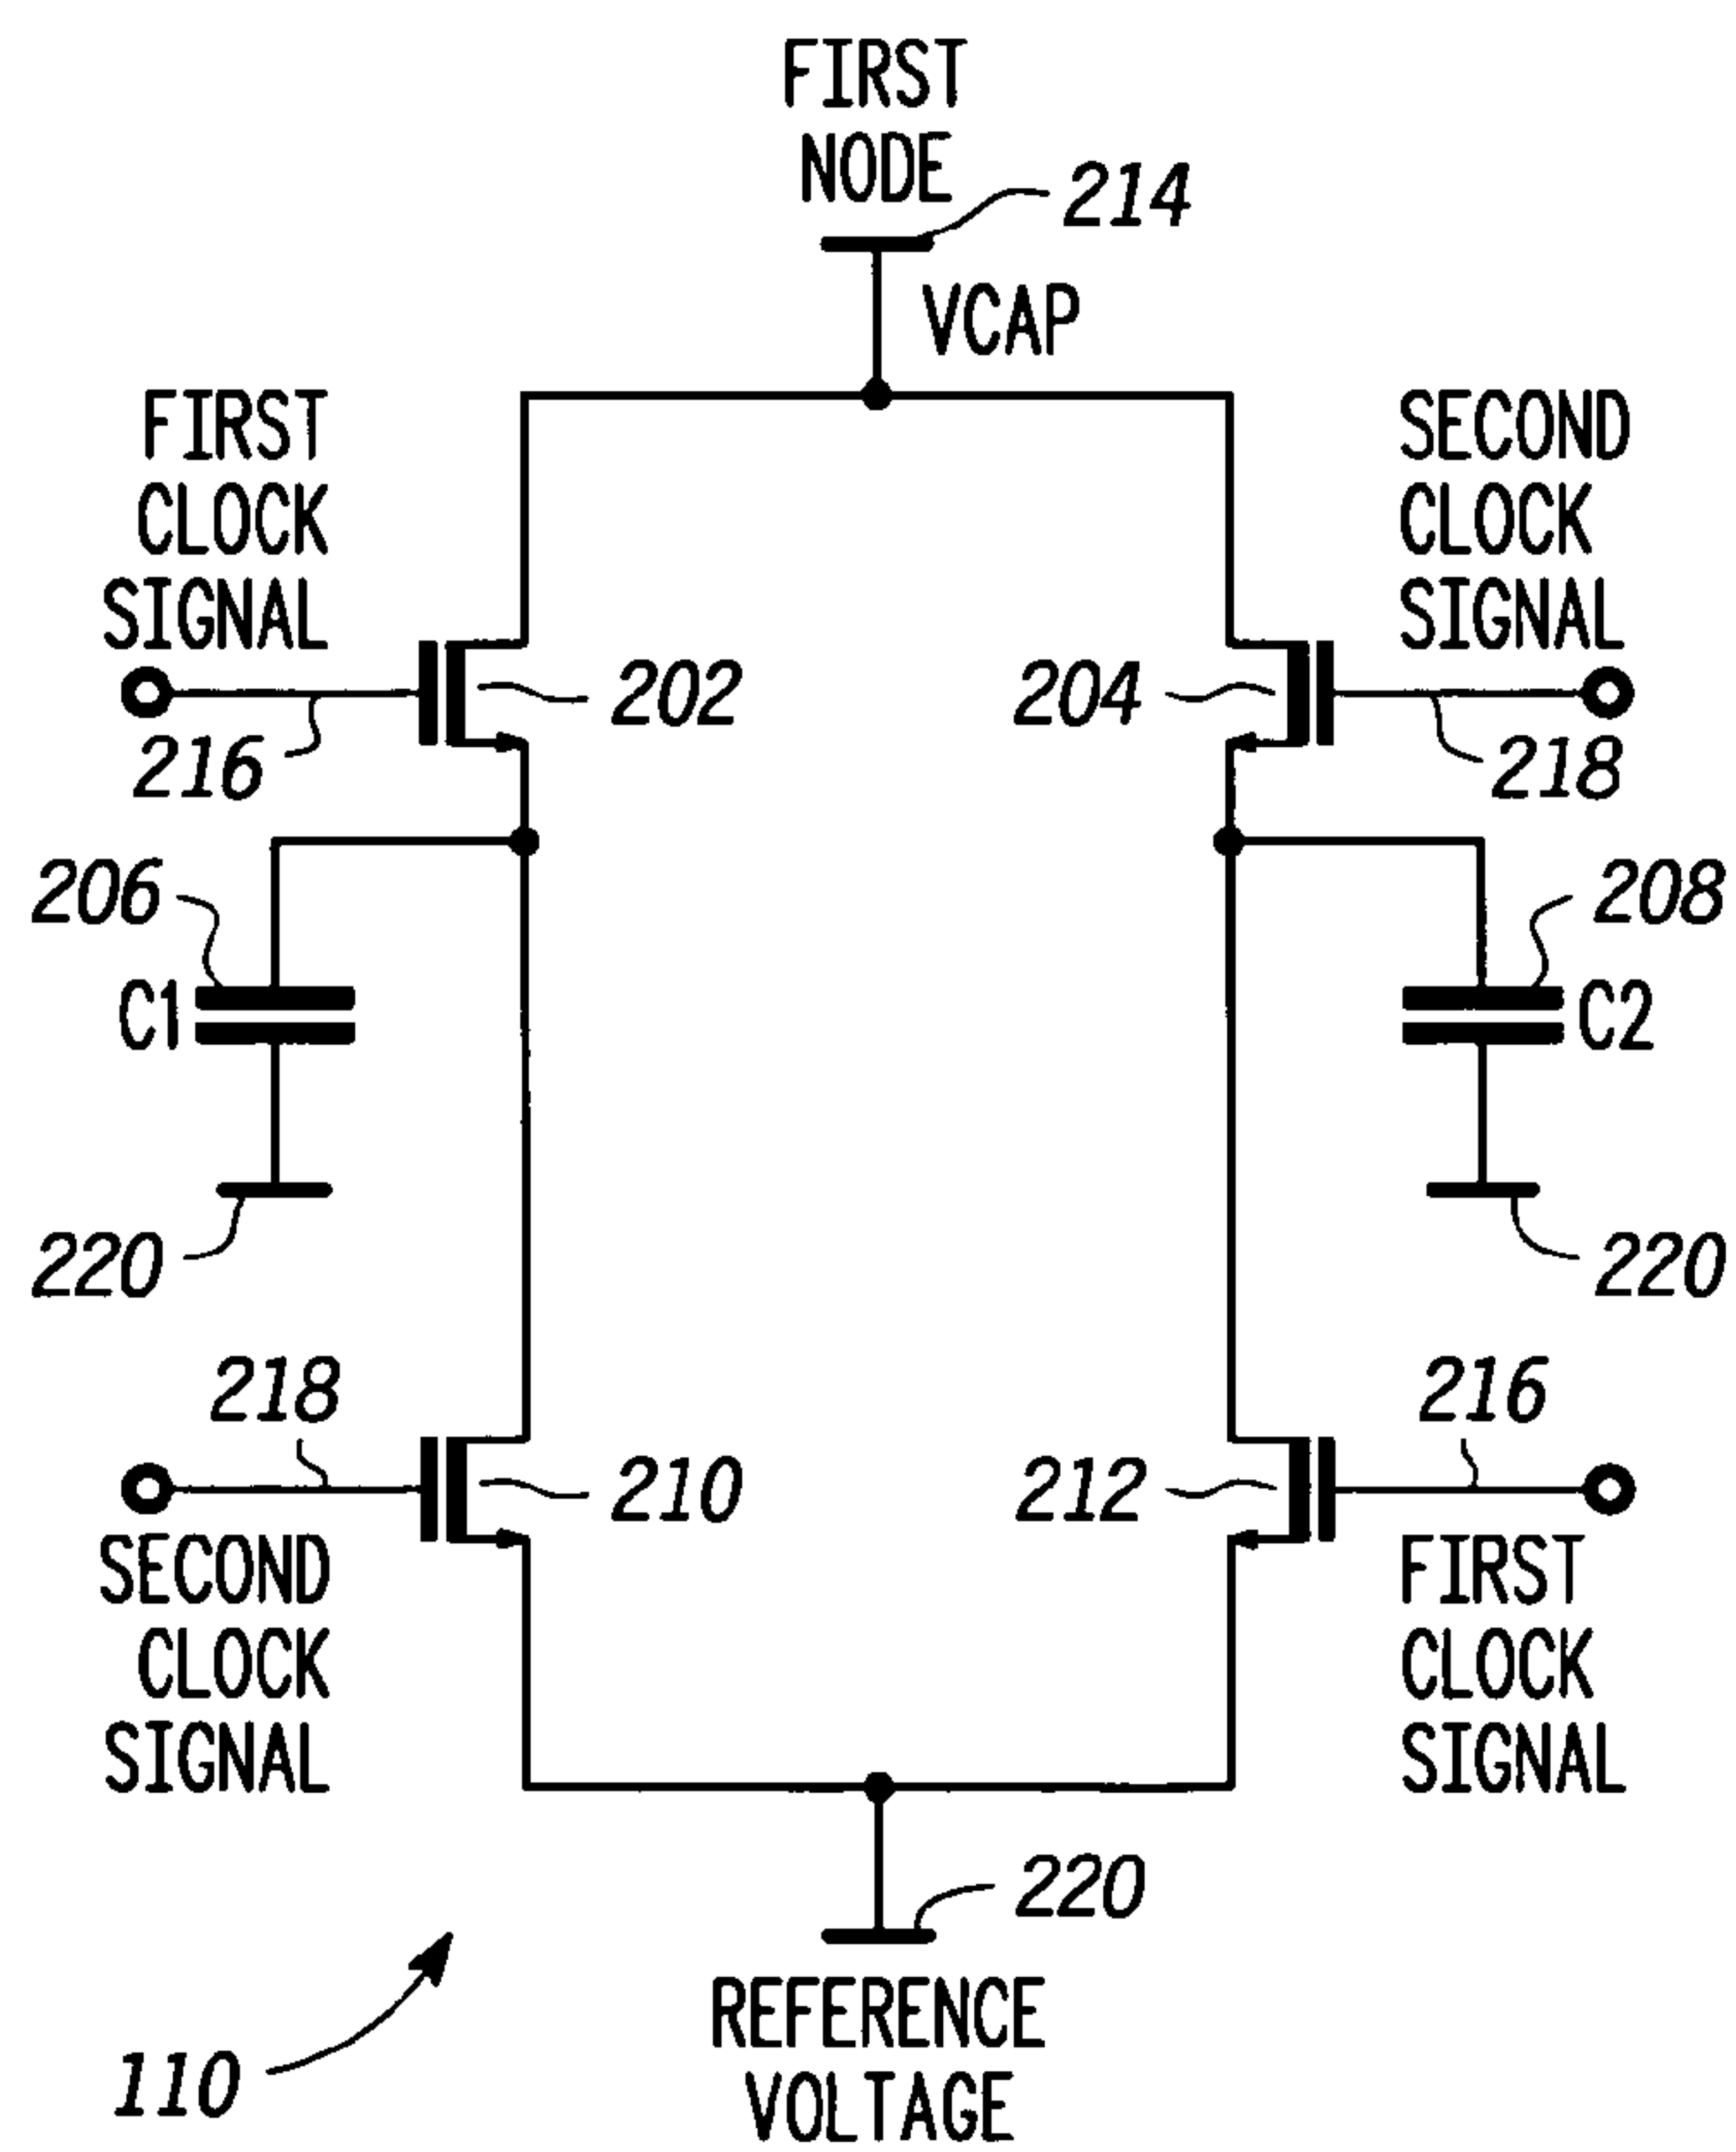 FIRST
NODE
214
VCAP
FIRST
CLOCK
SIGNAL
SECOND
CLOCK
SIGNAL
202
204
216
218
206
208
C1
C2
220
220
218
216
210
212
SECOND
CLOCK
SIGNAL
FIRST
CLOCK
SIGNAL
220
REFERENCE
VOLTAGE
110